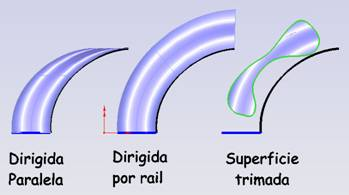 Dirigida
Paralela
Dirigida
por rail
Superficie
trimada